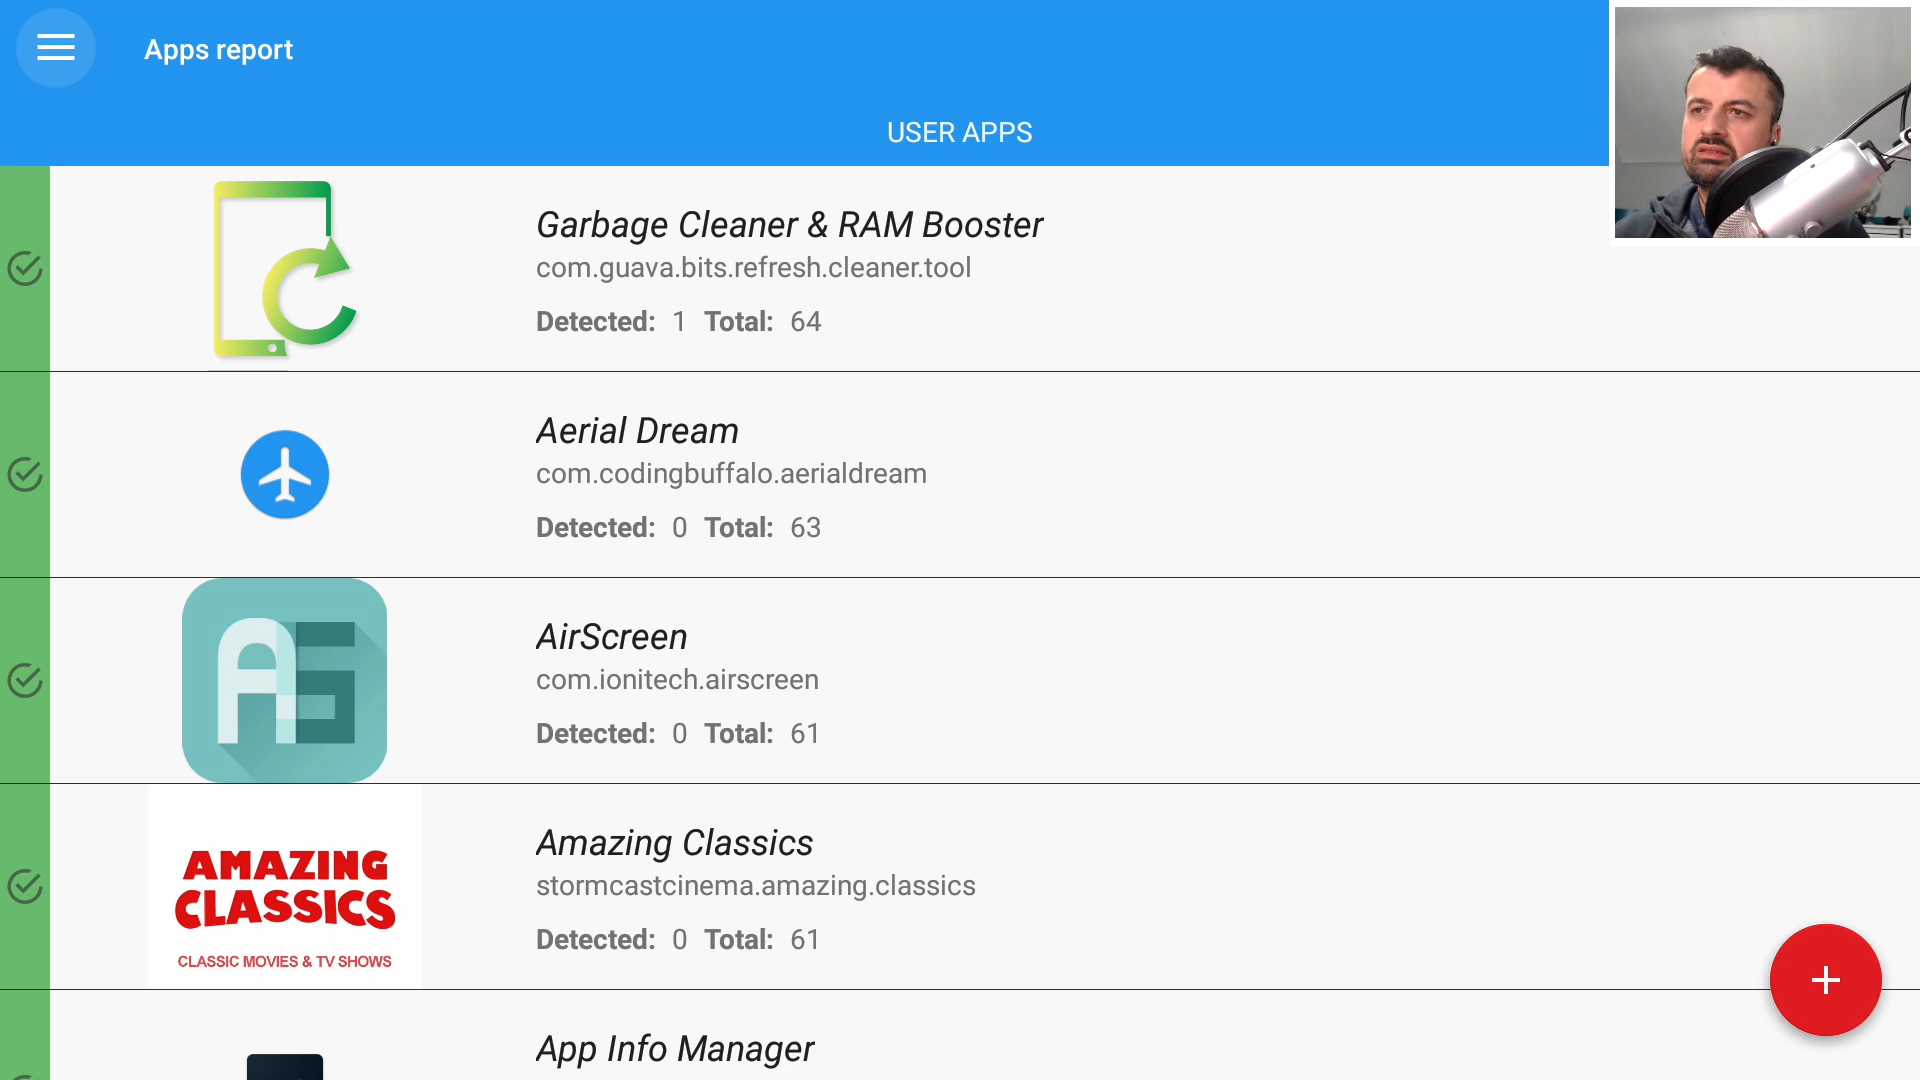 Apps report
USER APPS
Garbage Cleaner & RAM Booster
com.guava.bits.refresh.cleaner.tool
Detected: 1 Total: 64
Aerial Dream
com.codingbuffalo.aerialdream
Detected: 0 Total: 63
AS
AirScreen
com.ionitech.airscreen
Detected: 0 Total: 61
AMAZING
CLASSICS
CLASSIC MOVIES & TV SHOWS
Amazing Classics
stormcastcinema.amazing.classics
Detected: 0 Total: 61
App Info Manager